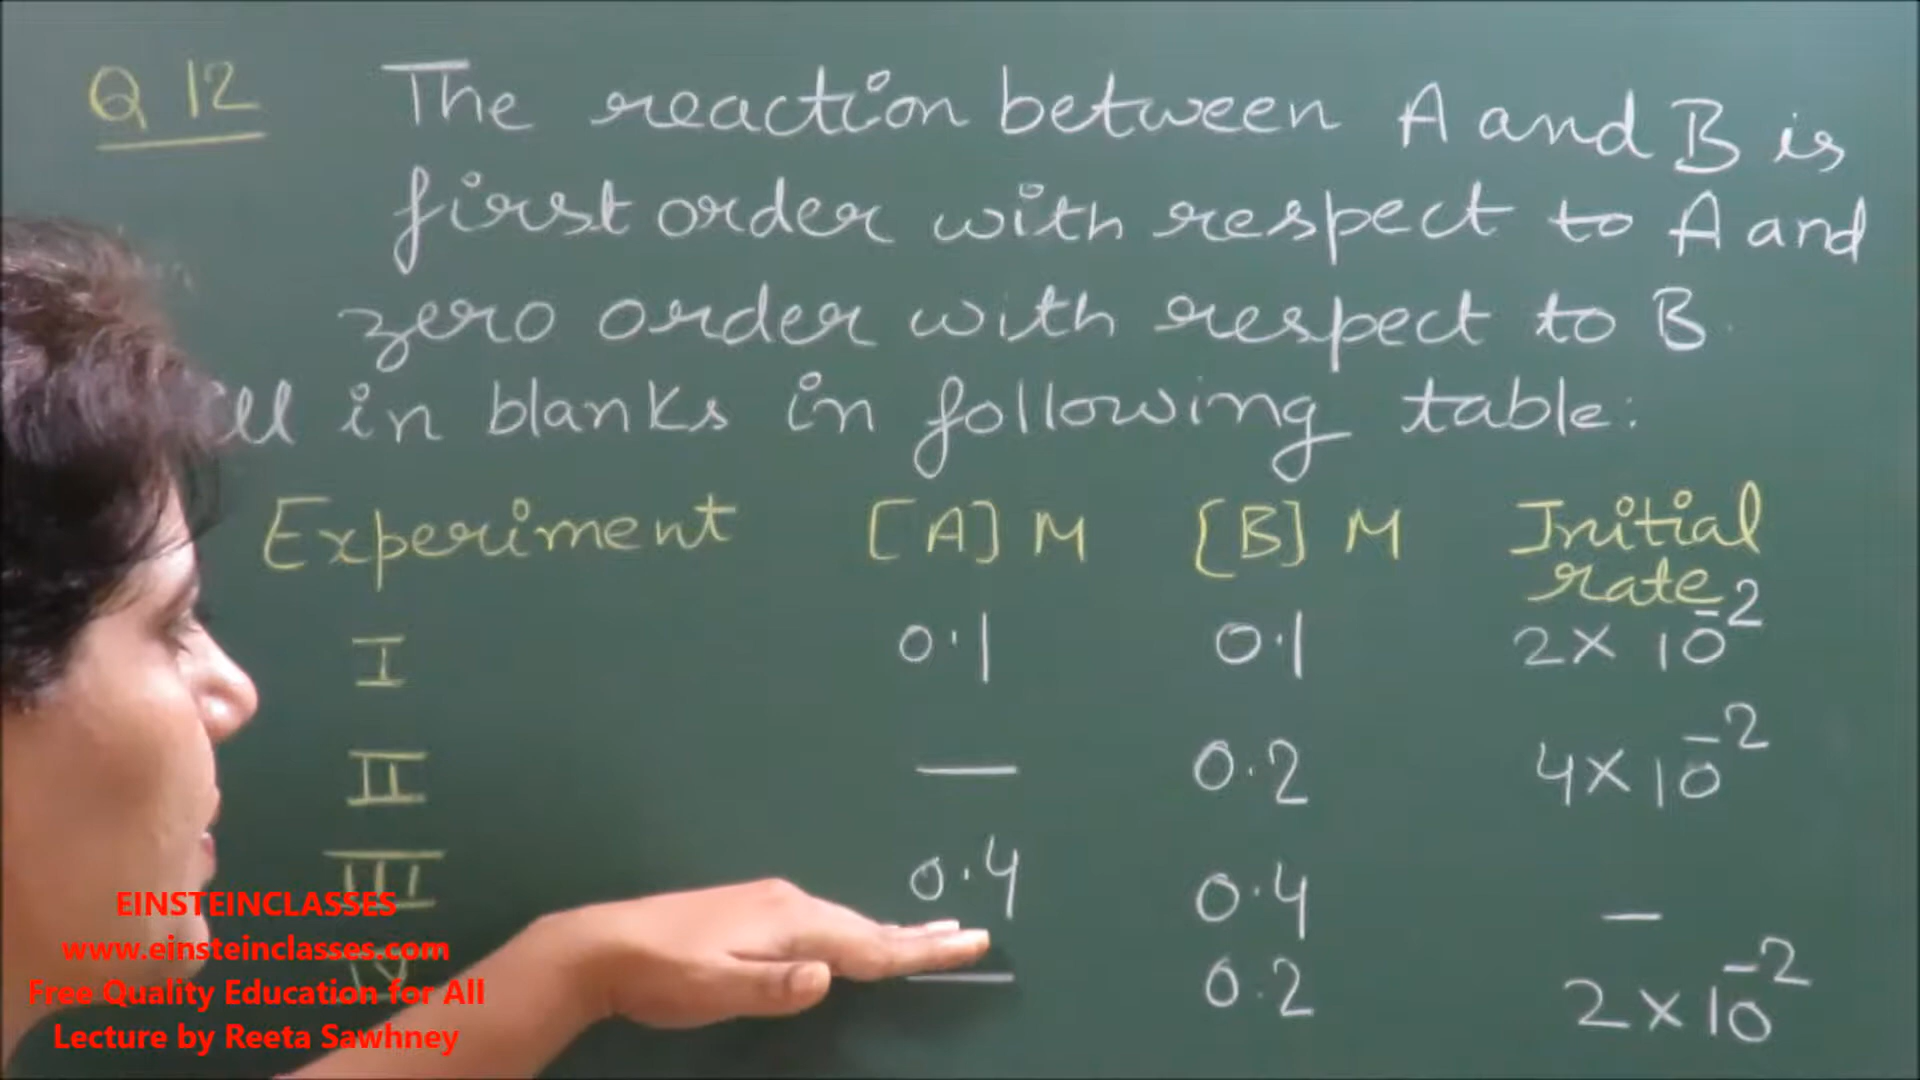 Q 12 The reaction between A and B is
first order with respect to A and
zero order with respect to B.
in blanks in following table:
Experiment [A] M [B] M Initial rate
I 0.1 0.1 2 × 10⁻²
II — 0.2 4 × 10⁻²
III 0.4 0.4 —
IV — 0.2 2 × 10⁻²
EINSTEINCLASSES
www.einsteinclasses.com
Free Quality Education for All
Lecture by Reeta Sawhney